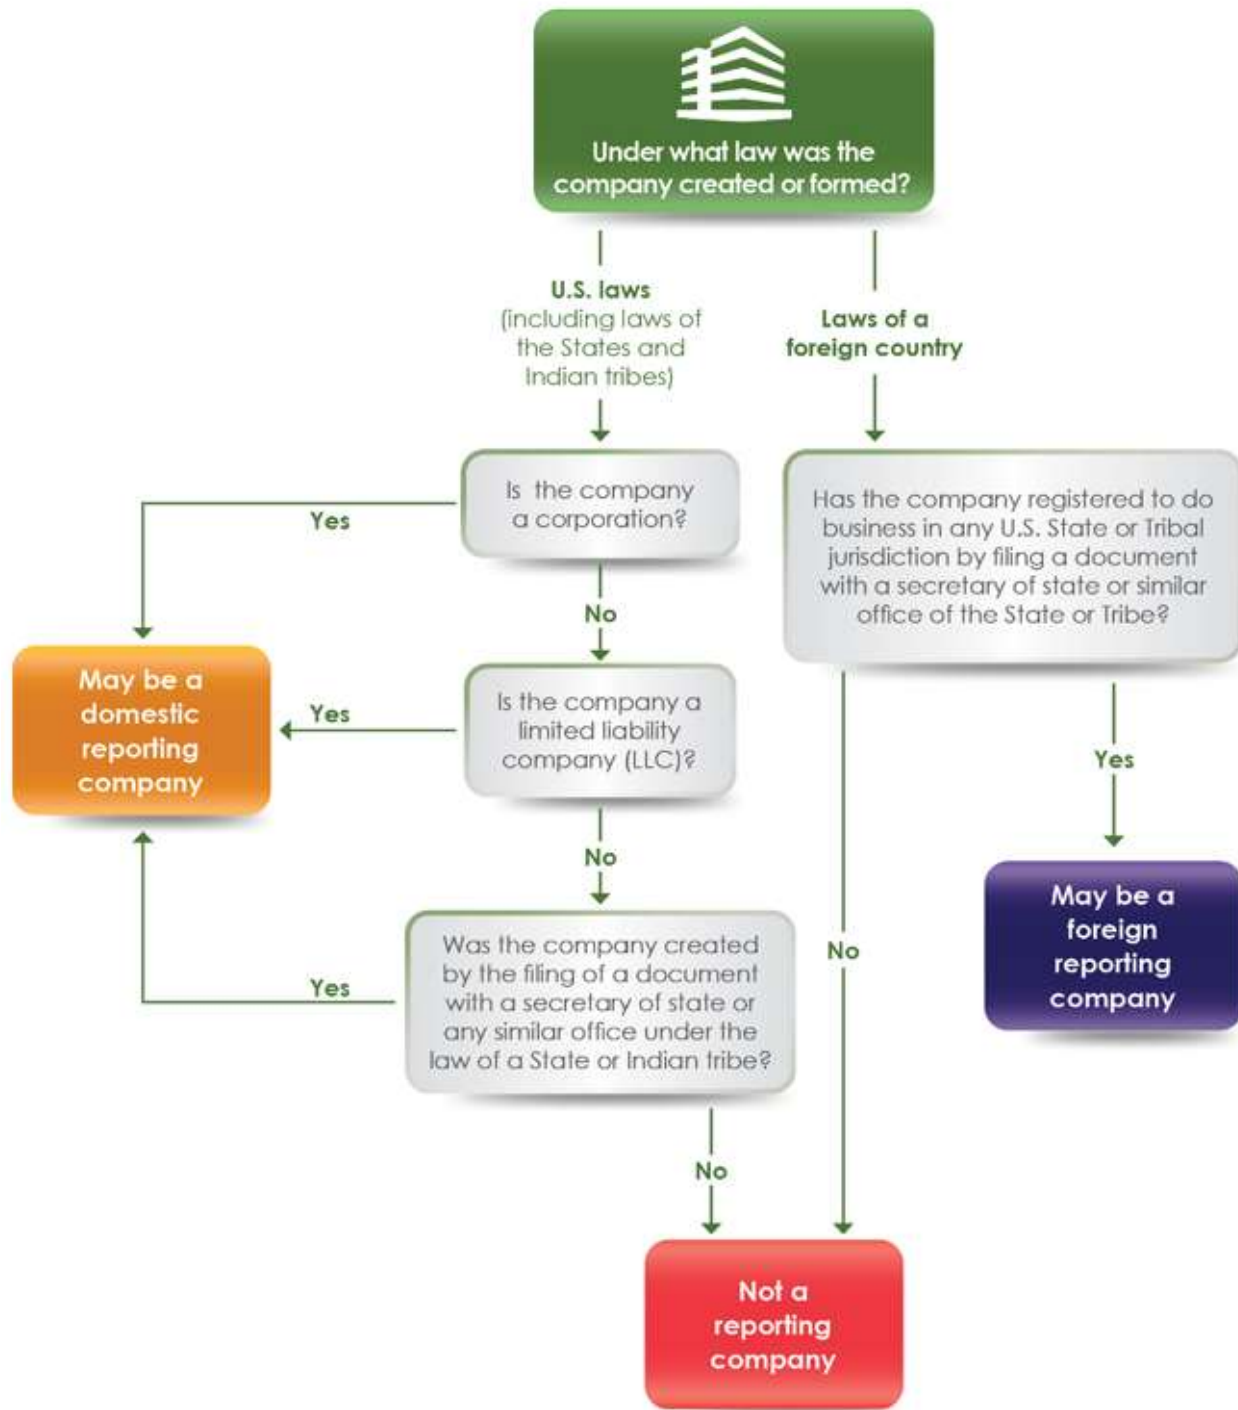 Under what law was the
company created or formed?
U.S. laws
(including laws of
the States and
Indian tribes)
Laws of a
foreign country
Is the company
a corporation?
Yes
No
Has the company registered to do
business in any U.S. State or Tribal
jurisdiction by filing a document
with a secretary of state or similar
office of the State or Tribe?
May be a
domestic
reporting
company
Yes
Is the company a
limited liability
company (LLC)?
No
Yes
May be a
foreign
reporting
company
Was the company created
by the filing of a document
with a secretary of state or
any similar office under the
law of a State or Indian tribe?
Yes
No
No
Not a
reporting
company